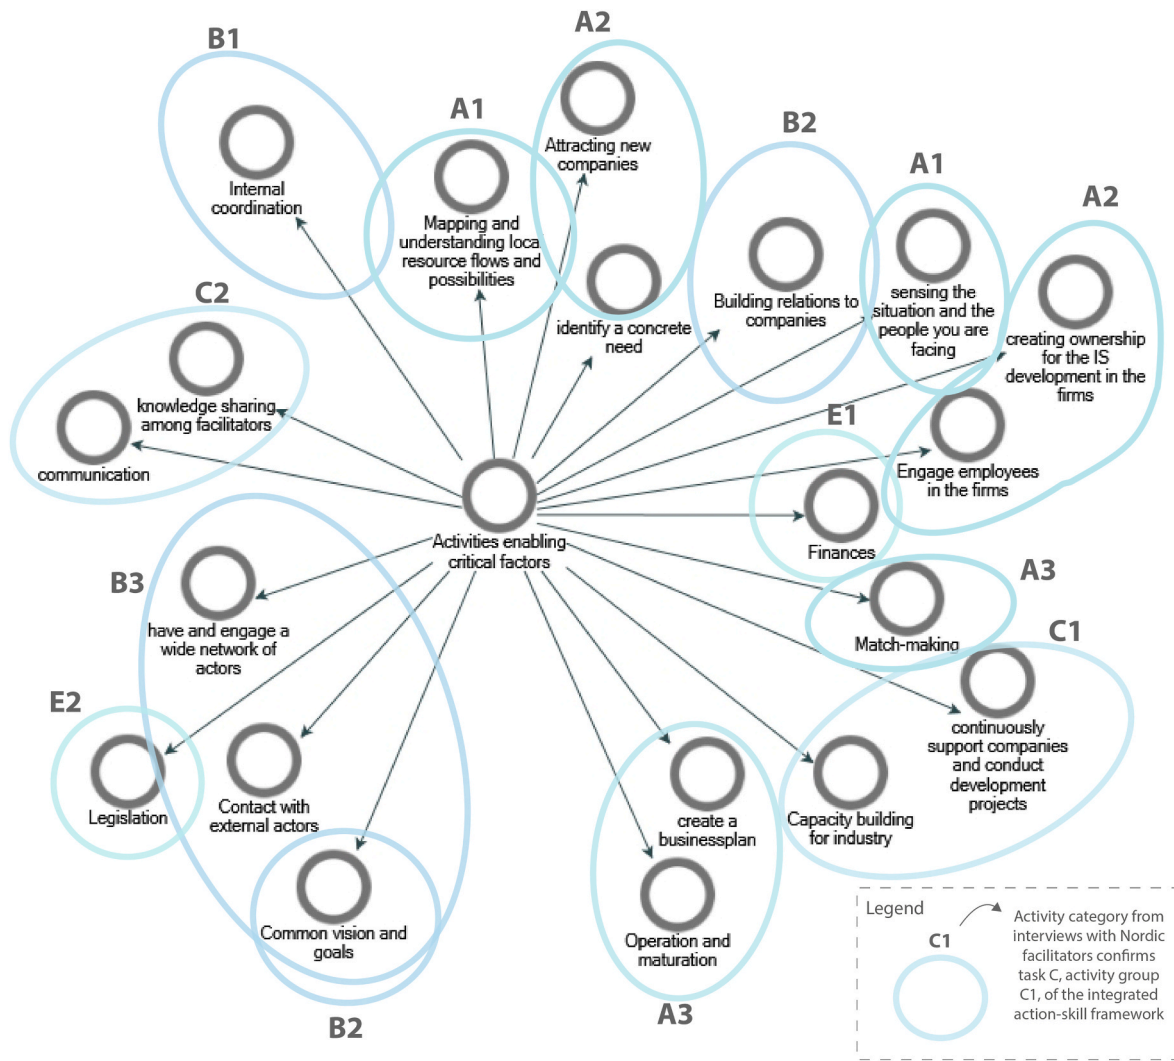 B1
Internal
coordination
A1
Mapping and
understanding loca
resource flows and
possibilities
A2
Attracting new
companies
identify a concrete
need
B2
Building relations to
companies
A1
sensing the
situation and the
people you are
facing
A2
creating ownership
for the IS
development in the
firms
Engage employees
in the firms
C2
knowledge sharing
among facilitators
communication
E1
Finances
Activities enabling
critical factors
A3
Match-making
C1
continuously
support companies
and conduct
development
projects
Capacity building
for industry
B3
have and engage a
wide network of
actors
E2
Legislation
Contact with
external actors
Common vision and
goals
B2
create a
businessplan
Operation and
maturation
A3
Legend
C1
Activity category from
interviews with Nordic
facilitators confirms
task C, activity group
C1, of the integrated
action-skill framework